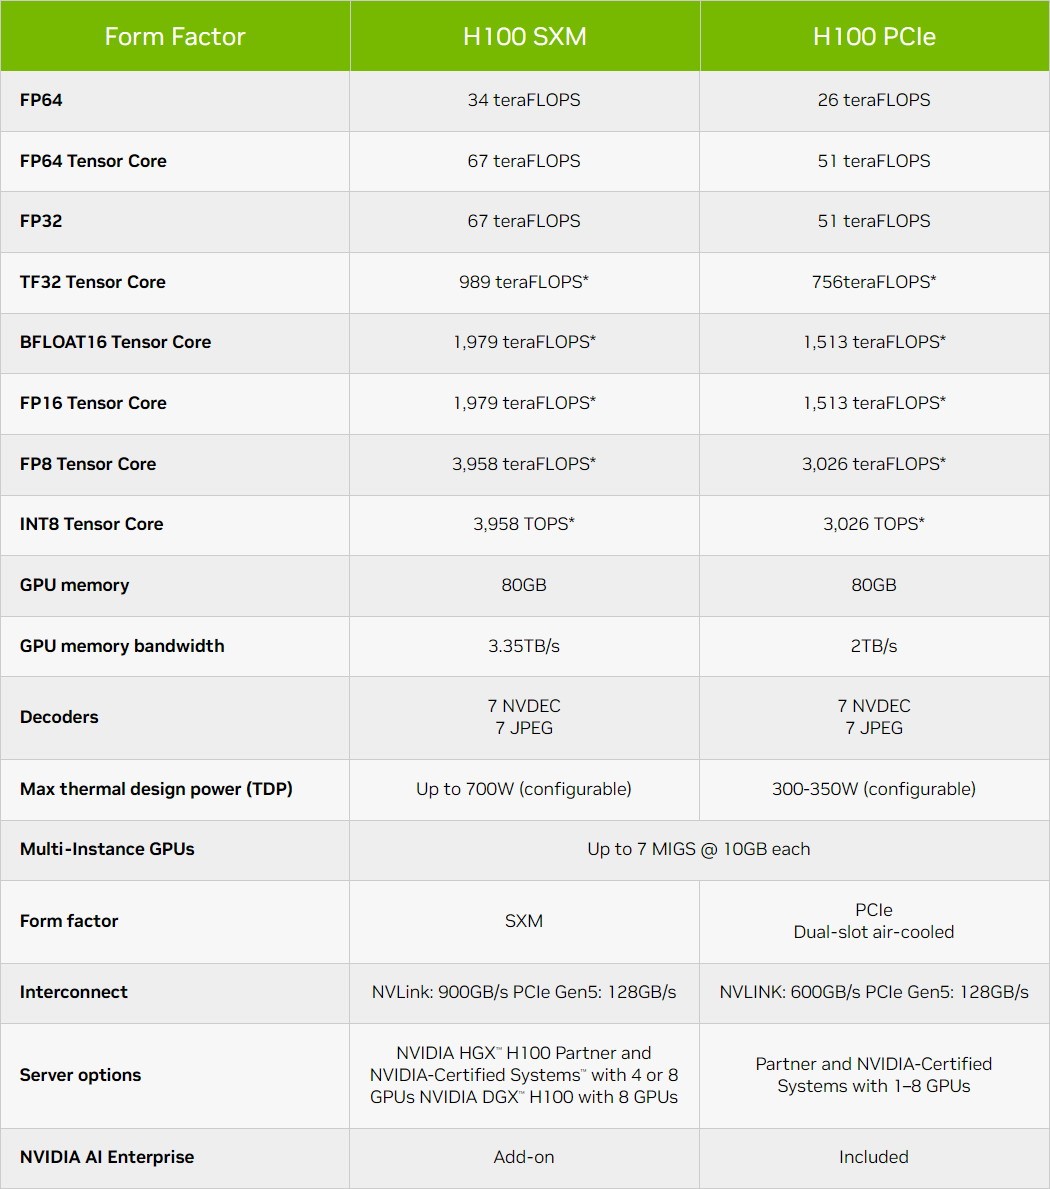 Form Factor H100 SXM H100 PCIe
FP64 34 teraFLOPS 26 teraFLOPS
FP64 Tensor Core 67 teraFLOPS 51 teraFLOPS
FP32 67 teraFLOPS 51 teraFLOPS
TF32 Tensor Core 989 teraFLOPS* 756teraFLOPS*
BFLOAT16 Tensor Core 1,979 teraFLOPS* 1,513 teraFLOPS*
FP16 Tensor Core 1,979 teraFLOPS* 1,513 teraFLOPS*
FP8 Tensor Core 3,958 teraFLOPS* 3,026 teraFLOPS*
INT8 Tensor Core 3,958 TOPS* 3,026 TOPS*
GPU memory 80GB 80GB
GPU memory bandwidth 3.35TB/s 2TB/s
Decoders
7 NVDEC
7 JPEG
7 NVDEC
7 JPEG
Max thermal design power (TDP) Up to 700W (configurable) 300-350W (configurable)
Multi-Instance GPUs Up to 7 MIGS @ 10GB each
Form factor
SXM
PCIe
Dual-slot air-cooled
Interconnect NVLink: 900GB/s PCIe Gen5: 128GB/s NVLINK: 600GB/s PCIe Gen5: 128GB/s
Server options
NVIDIA HGX™ H100 Partner and
NVIDIA-Certified Systems™ with 4 or 8
GPUs NVIDIA DGX™ H100 with 8 GPUs
Partner and NVIDIA-Certified
Systems with 1–8 GPUs
NVIDIA AI Enterprise Add-on Included